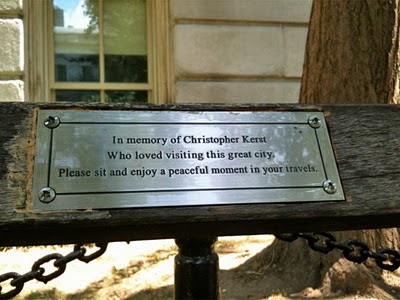 In memory of Christopher Kerst
Who loved visiting this great city.
Please sit and enjoy a peaceful moment in your travels.